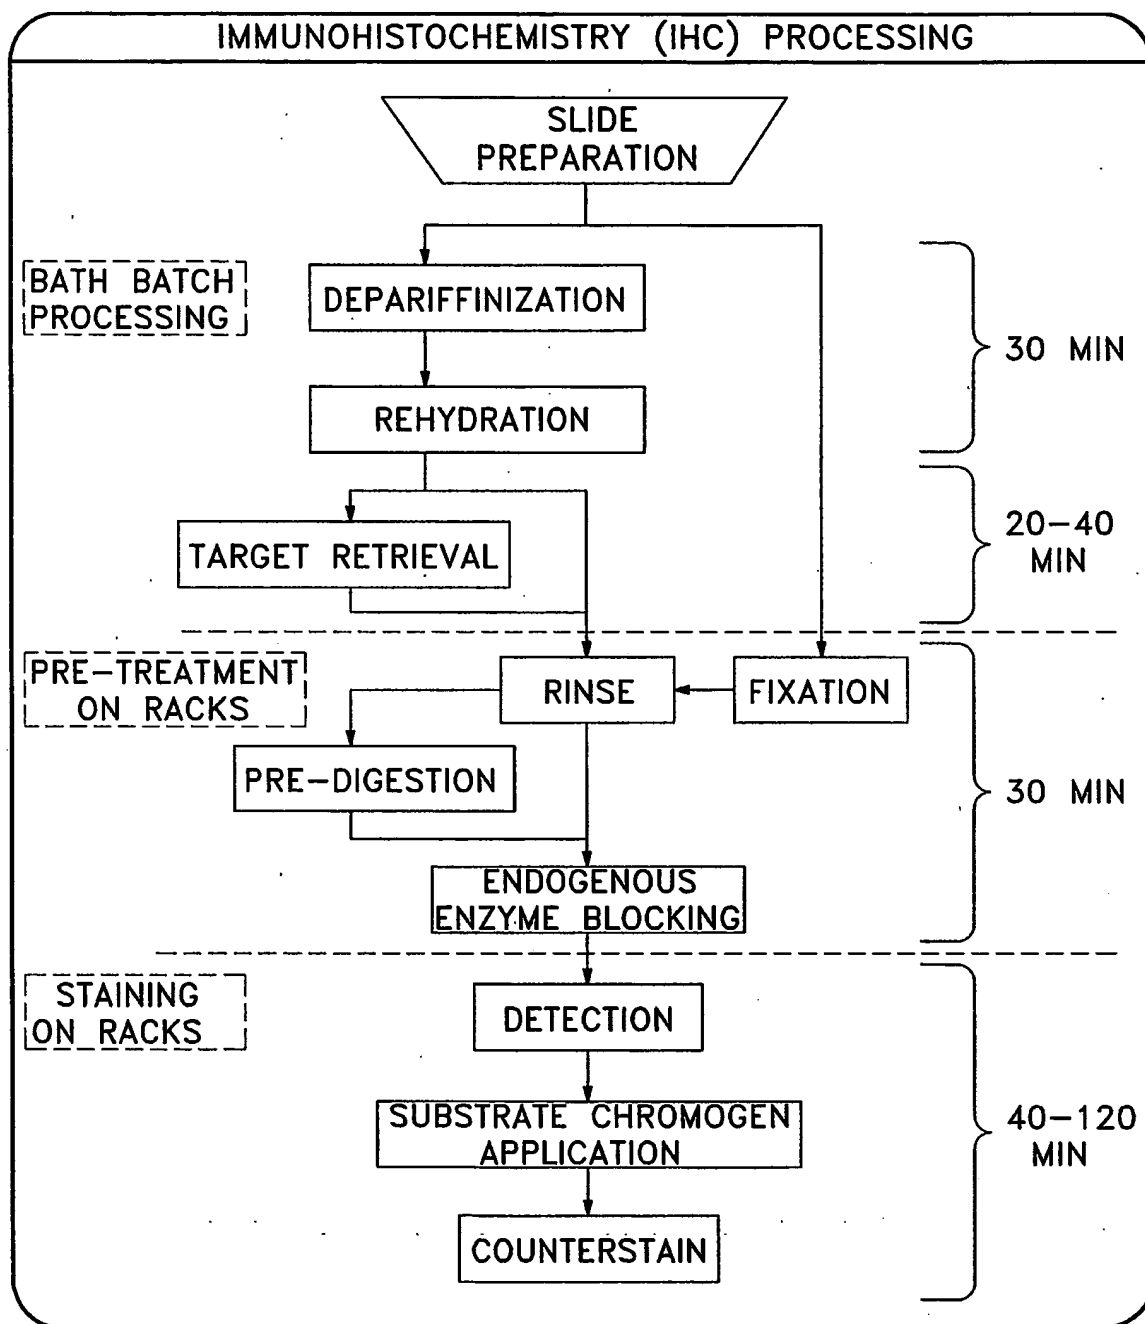 IMMUNOHISTOCHEMISTRY (IHC) PROCESSING
SLIDE
PREPARATION
BATH BATCH
PROCESSING
DEPARIFFINIZATION
30 MIN
REHYDRATION
TARGET RETRIEVAL
20-40
MIN
PRE-TREATMENT
ON RACKS
RINSE
FIXATION
PRE-DIGESTION
30 MIN
ENDOGENOUS
ENZYME BLOCKING
STAINING
ON RACKS
DETECTION
SUBSTRATE CHROMOGEN
APPLICATION
40-120
MIN
COUNTERSTAIN